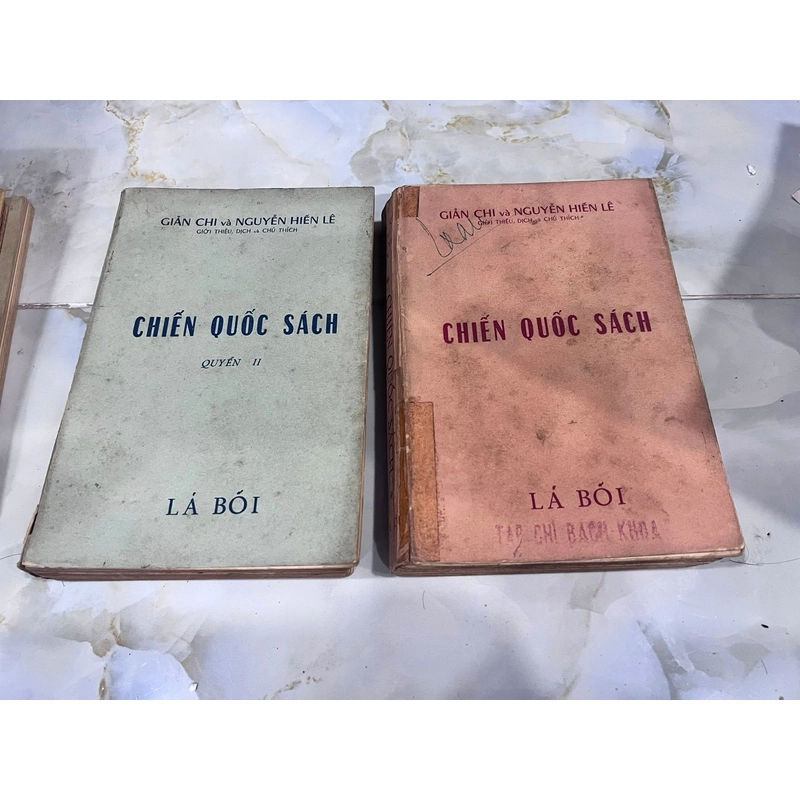 GIẢN CHI và NGUYỄN HIẾN LÊ
GIỚI THIỆU, DỊCH và CHÚ THÍCH
CHIẾN QUỐC SÁCH
QUYỂN II
LÁ BỐI
GIẢN CHI và NGUYỄN HIẾN LÊ
GIỚI THIỆU, DỊCH và CHÚ THÍCH
CHIẾN QUỐC SÁCH
LÁ BỐI
TẠP CHÍ BÁCH-KHOA